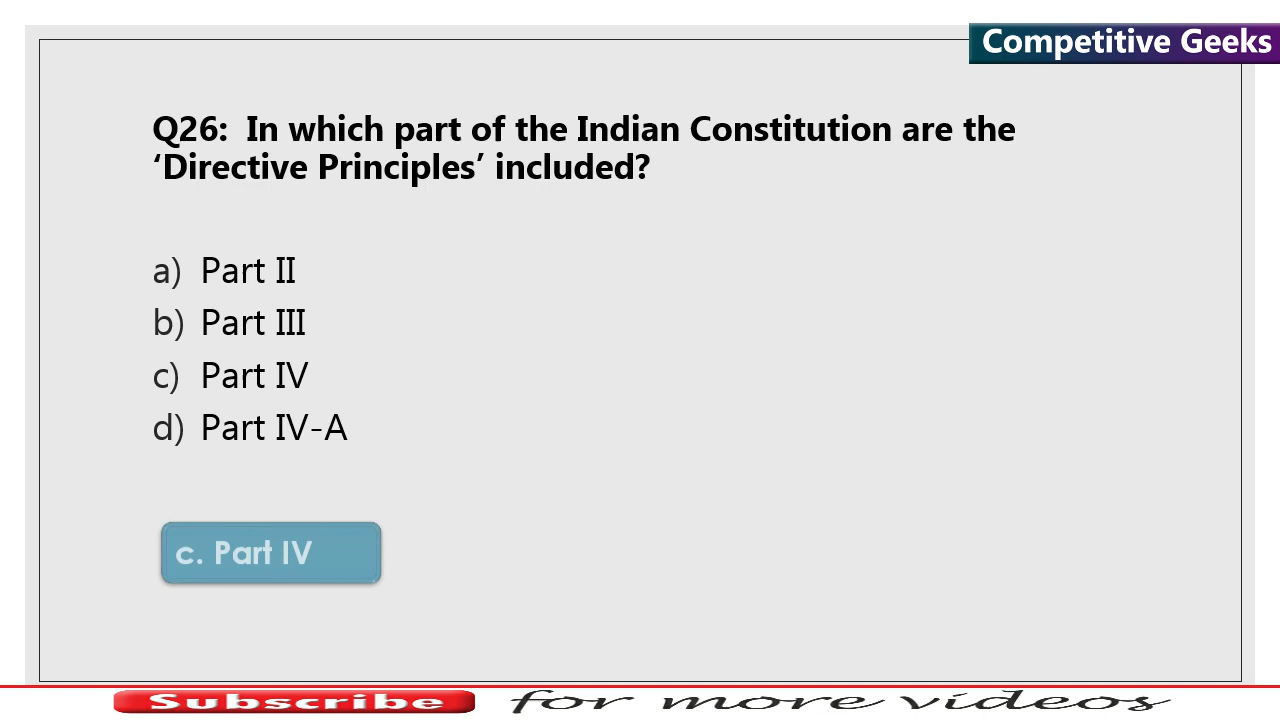 Competitive Geeks
Q26:  In which part of the Indian Constitution are the
‘Directive Principles’ included?
a) Part II
b) Part III
c) Part IV
d) Part IV-A
c. Part IV
Subscribe for more videos